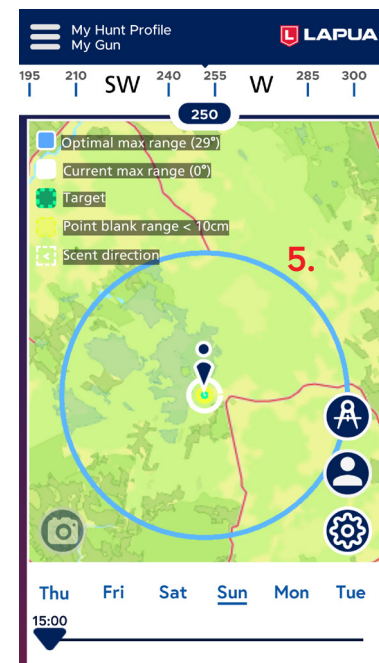 My Hunt Profile
My Gun
LAPUA
195 210 SW 240 255 W 285 300
250
Optimal max range (29°)
Current max range (0°)
Target
Point blank range < 10cm
Scent direction
5.
Thu Fri Sat Sun Mon Tue
15:00